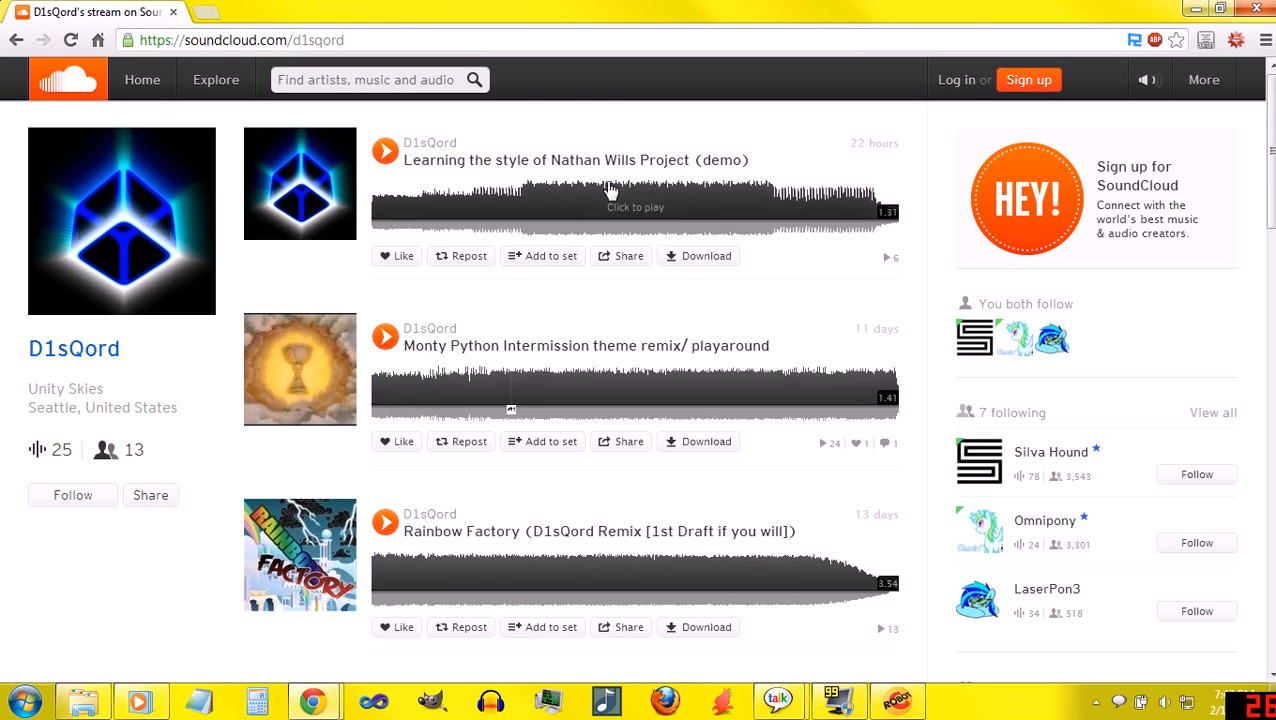 D1sQord's stream on Soun
https://soundcloud.com/d1sqord
ABP
Home
Explore
Find artists, music and audio
Log in or
Sign up
More
D1sQord
Unity Skies
Seattle, United States
25
13
Follow
Share
D1sQord
22 hours
Learning the style of Nathan Wills Project (demo)
Click to play
1.31
Like
Repost
Add to set
Share
Download
6
D1sQord
11 days
Monty Python Intermission theme remix/ playaround
1.41
Like
Repost
Add to set
Share
Download
24
1
1
RAINBOW
FACTORY
D1sQord
13 days
Rainbow Factory (D1sQord Remix [1st Draft if you will])
3.54
Like
Repost
Add to set
Share
Download
13
HEY!
Sign up for
SoundCloud
Connect with the
world's best music
& audio creators.
You both follow
7 following
View all
Silva Hound
78
3,543
Follow
Omnipony
24
3,301
Follow
LaserPon3
34
518
Follow
talk
99
ROBOT